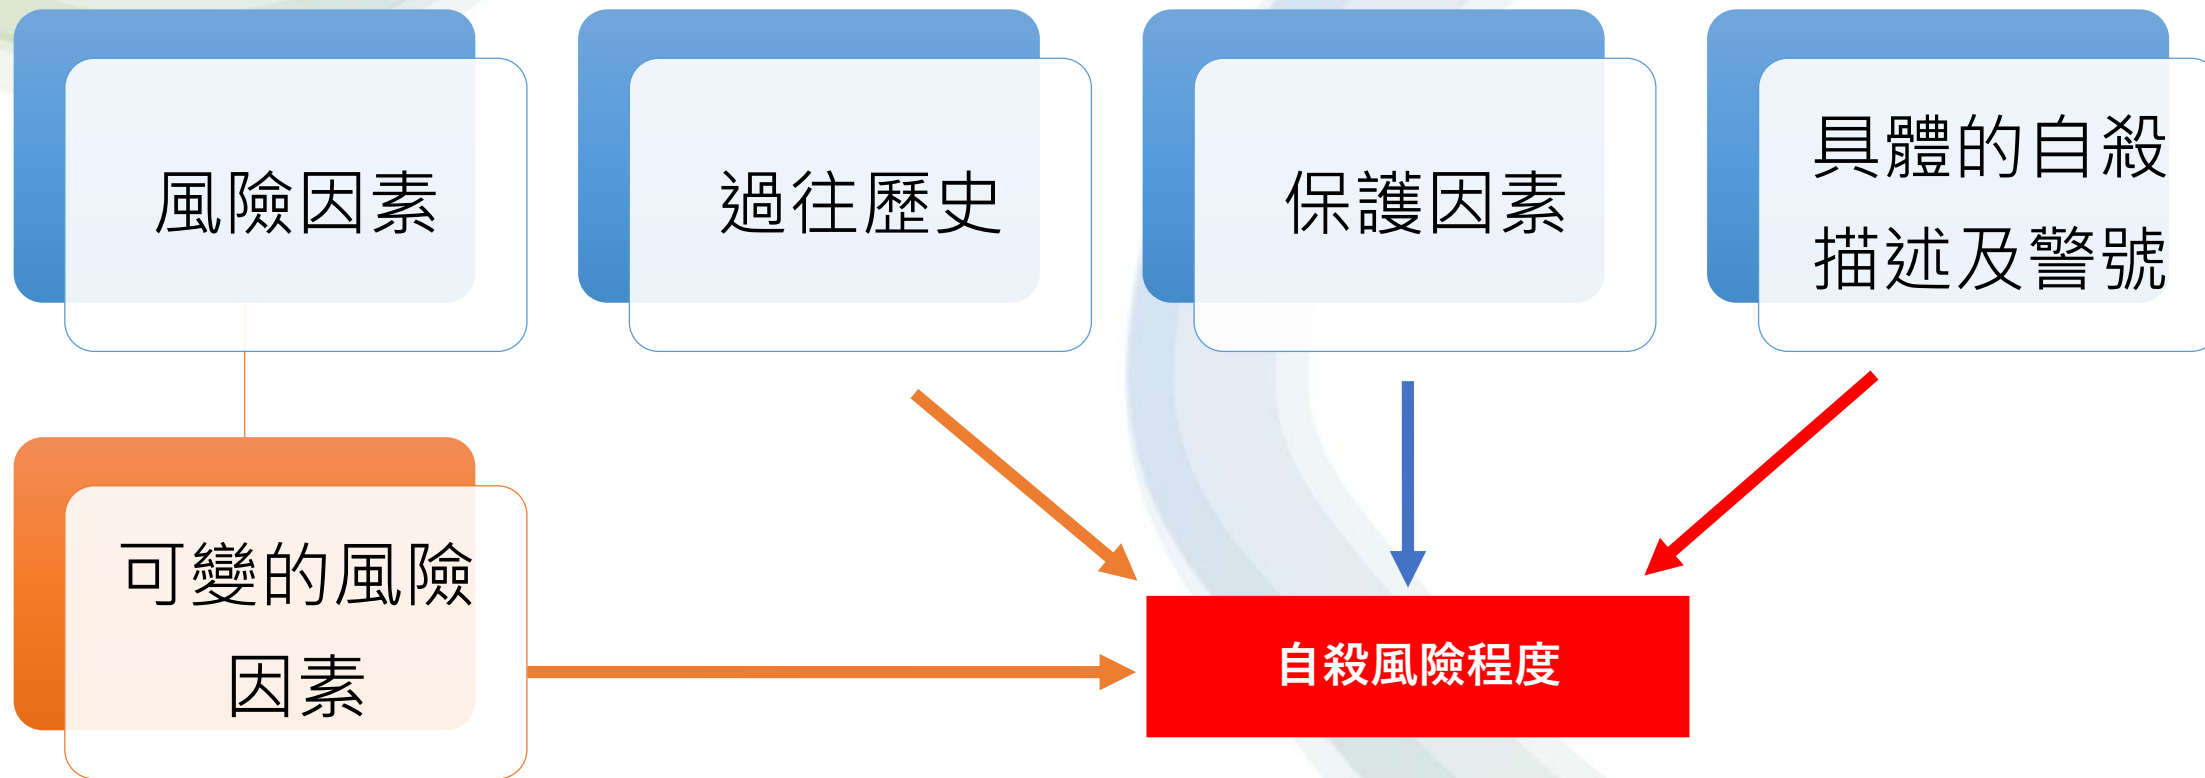 風險因素
過往歷史
保護因素
具體的自殺
描述及警號
可變的風險
因素
自殺風險程度